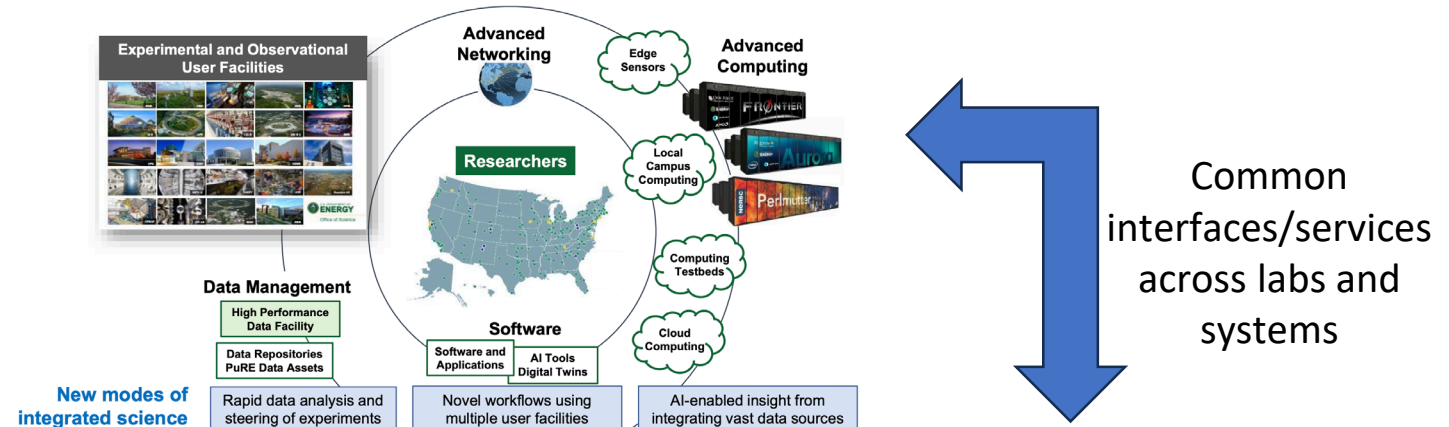 Experimental and Observational
User Facilities
U.S. DEPARTMENT OF
ENERGY
Office of Science
Advanced
Networking
Edge
Sensors
Advanced
Computing
FRONTIER
Aurora
NERSC
Perlmutter
Researchers
Local
Campus
Computing
Computing
Testbeds
Cloud
Computing
Data Management
High Performance
Data Facility
Data Repositories
PuRE Data Assets
Software
Software and
Applications
AI Tools
Digital Twins
New modes of
integrated science
Rapid data analysis and
steering of experiments
Novel workflows using
multiple user facilities
AI-enabled insight from
integrating vast data sources
Common
interfaces/services
across labs and
systems